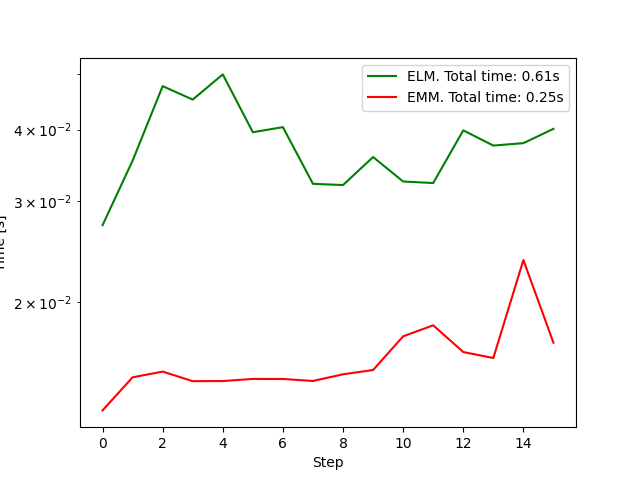 ELM. Total time: 0.61s
EMM. Total time: 0.25s
4 × 10⁻²
3 × 10⁻²
2 × 10⁻²
[s]
0 2 4 6 8 10 12 14
Step